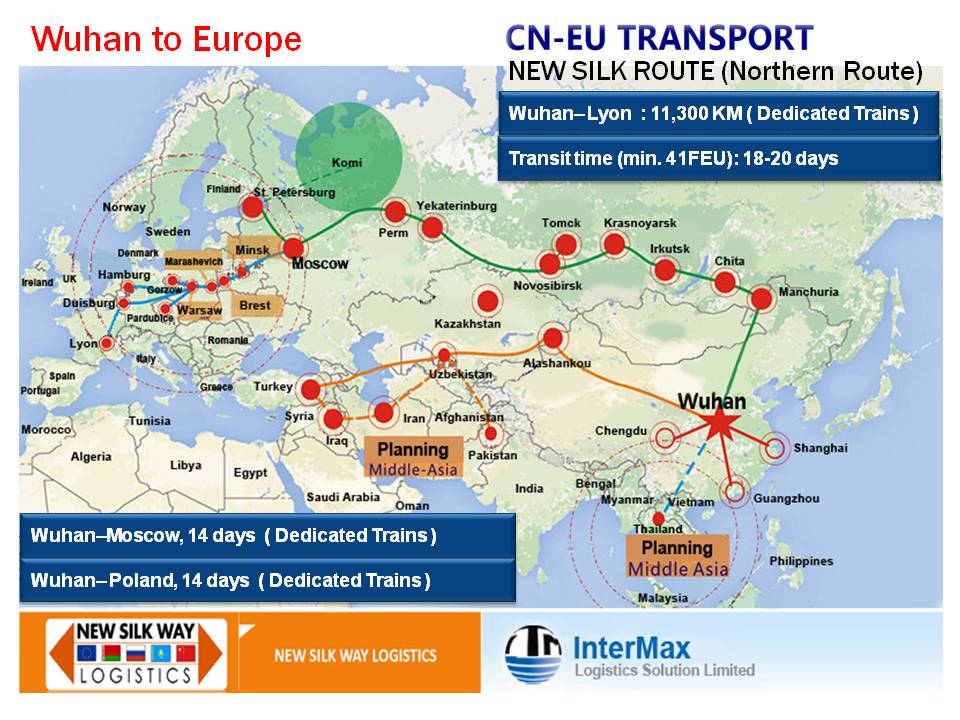 Wuhan to Europe
CN-EU TRANSPORT
NEW SILK ROUTE (Northern Route)
Wuhan–Lyon : 11,300 KM ( Dedicated Trains )
Transit time (min. 41FEU): 18-20 days
Komi
Finland
St. Petersburg
Norway
Sweden
Yekaterinburg
Perm
Tomck
Krasnoyarsk
Irkutsk
Chita
Novosibirsk
Manchuria
Denmark
Marashevich
Minsk
Moscow
Ireland
UK
Hamburg
Gorzow
Duisburg
Warsaw
Brest
Pardubice
Kazakhstan
Lyon
Italy
Romania
Alashankou
Uzbekistan
Spain
Portugal
Greece
Turkey
Wuhan
Syria
Iran
Afghanistan
Chengdu
Morocco
Tunisia
Iraq
Planning
Middle-Asia
Pakistan
Shanghai
Algeria
Libya
Egypt
India
Bengal
Guangzhou
Saudi Arabia
Oman
Myanmar
Vietnam
Thailand
Planning
Middle Asia
Philippines
Malaysia
Wuhan–Moscow, 14 days ( Dedicated Trains )
Wuhan–Poland, 14 days ( Dedicated Trains )
NEW SILK WAY
LOGISTICS
NEW SILK WAY LOGISTICS
InterMax
Logistics Solution Limited